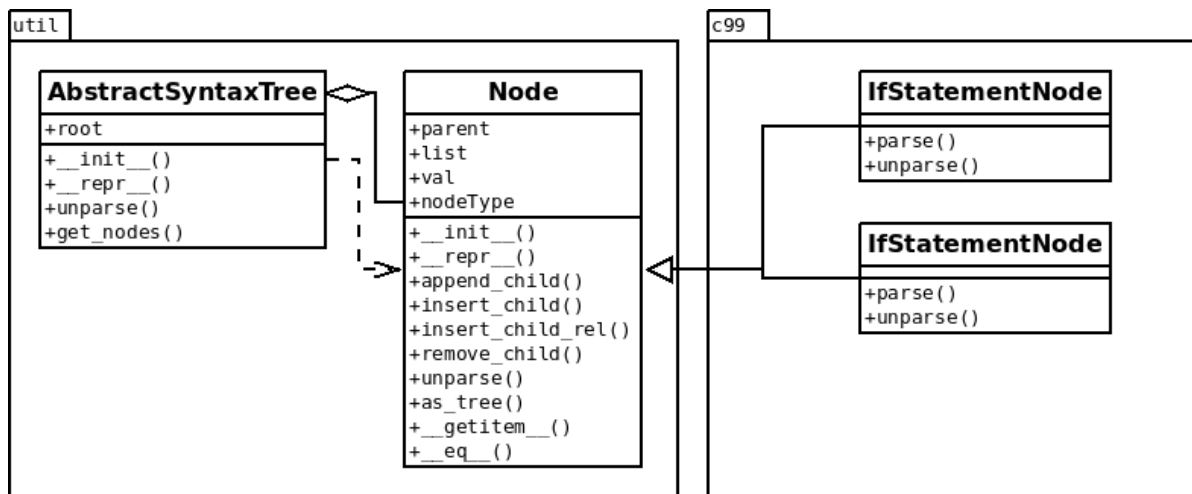 util
AbstractSyntaxTree
+root
+__init__()
+__repr__()
+unparse()
+get_nodes()
Node
+parent
+list
+val
+nodeType
+__init__()
+__repr__()
+append_child()
+insert_child()
+insert_child_rel()
+remove_child()
+unparse()
+as_tree()
+__getitem__()
+__eq__()
c99
IfStatementNode
+parse()
+unparse()
IfStatementNode
+parse()
+unparse()